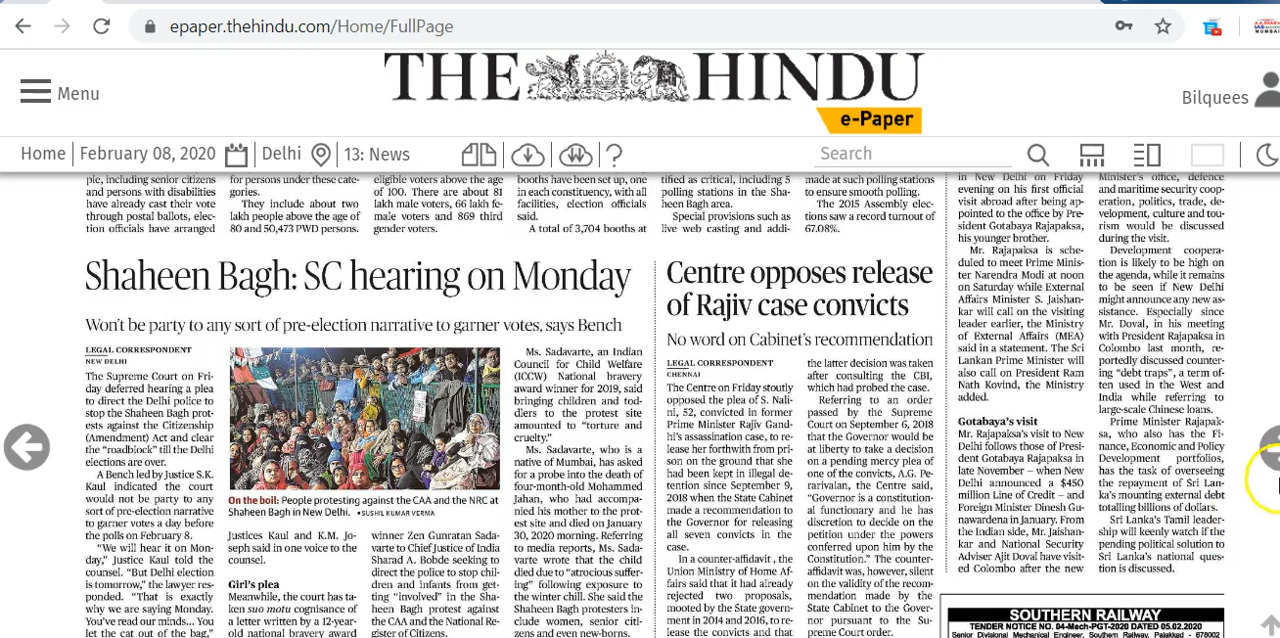 epaper.thehindu.com/Home/FullPage
THE HINDU
e-Paper
Menu
Bilquees
Home
February 08, 2020
Delhi
13: News
?
Search
ple, including senior citizens
and persons with disabilities
have already cast their vote
through postal ballots, elec-
tion officials have arranged
for persons under these cate-
gories.
They include about two
lakh people above the age of
80 and 50,473 PWD persons.
eligible voters above the age
of 100. There are about 81
lakh male voters, 66 lakh fe-
male voters and 869 third
gender voters.
booths have been set up, one
in each constituency, with all
facilities, election officials
said.
A total of 3,704 booths at
tified as critical, including 5
polling stations in the Sha-
heen Bagh area.
Special provisions such as
live web casting and addi-
made at such polling stations
to ensure smooth polling.
The 2015 Assembly elec-
tions saw a record turnout of
67.08%.
Shaheen Bagh: SC hearing on Monday
Won't be party to any sort of pre-election narrative to garner votes, says Bench
LEGAL CORRESPONDENT
NEW DELHI
The Supreme Court on Fri-
day deferred hearing a plea
to direct the Delhi police to
stop the Shaheen Bagh prot-
ests against the Citizenship
(Amendment) Act and clear
the “roadblock” till the Delhi
elections are over.
A Bench led by Justice S.K.
Kaul indicated the court
would not be party to any
sort of pre-election narrative
to garner votes a day before
the polls on February 8.
“We will hear it on Mon-
day,” Justice Kaul told the
counsel. “But Delhi election
is tomorrow,” the lawyer res-
ponded. “That is exactly
why we are saying Monday.
You've read our minds... You
let the cat out of the bag,”
On the boil: People protesting against the CAA and the NRC at
Shaheen Bagh in New Delhi. •SUSHIL KUMAR VERMA
Justices Kaul and K.M. Jo-
seph said in one voice to the
counsel.
Girl's plea
Meanwhile, the court has ta-
ken suo motu cognisance of
a letter written by a 12-year-
old national bravery award
winner Zen Gunratan Sada-
varte to Chief Justice of India
Sharad A. Bobde seeking to
direct the police to stop chil-
dren and infants from get-
ting “involved” in the Sha-
heen Bagh protest against
the CAA and the National Re-
gister of citizens.
Ms. Sadavarte, an Indian
Council for Child Welfare
(ICCW) National bravery
award winner for 2019, said
bringing children and tod-
dlers to the protest site
amounted to “torture and
cruelty.”
Ms. Sadavarte, who is a
native of Mumbai, has asked
for a probe into the death of
four-month-old Mohammed
Jahan, who had accompa-
nied his mother to the prot-
est site and died on January
30, 2020 morning. Referring
to media reports, Ms. Sada-
varte wrote that the child
died due to “atrocious suffer-
ing” following exposure to
the winter chill. She said the
Shaheen Bagh protesters in-
clude women, senior citi-
zens and even new-borns.
Centre opposes release
of Rajiv case convicts
No word on Cabinet's recommendation
LEGAL CORRESPONDENT
CHENNAI
The Centre on Friday stoutly
opposed the plea of S. Nali-
ni, 52, convicted in former
Prime Minister Rajiv Gand-
hi's assassination case, to re-
lease her forthwith from pri-
son on the ground that she
had been kept in illegal de-
tention since September 9,
2018 when the State Cabinet
made a recommendation to
the Governor for releasing
all seven convicts in the
case.
In a counter-affidavit , the
Union Ministry of Home Af-
fairs said that it had already
rejected two proposals,
mooted by the State govern-
ment in 2014 and 2016, to re-
lease the convicts and that
the latter decision was taken
after consulting the CBI,
which had probed the case.
Referring to an order
passed by the Supreme
Court on September 6, 2018
that the Governor would be
at liberty to take a decision
on a pending mercy plea of
one of the convicts, A.G. Pe-
rarivalan, the Centre said,
“Governor is a constitution-
al functionary and he has
discretion to decide on the
petition under the powers
conferred upon him by the
Constitution.” The counter-
affidavit was, however, silent
on the validity of the recom-
mendation made by the
State Cabinet to the Gover-
nor pursuant to the Su-
preme Court order.
in New Delhi on Friday
evening on his first official
visit abroad after being ap-
pointed to the office by Pre-
sident Gotabaya Rajapaksa,
his younger brother.
Mr. Rajapaksa is sche-
duled to meet Prime Minis-
ter Narendra Modi at noon
on Saturday while External
Affairs Minister S. Jaishan-
kar will call on the visiting
leader earlier, the Ministry
of External Affairs (MEA)
said in a statement. The Sri
Lankan Prime Minister will
also call on President Ram
Nath Kovind, the Ministry
added.
Gotabaya's visit
Mr. Rajapaksa's visit to New
Delhi follows those of Presi-
dent Gotabaya Rajapaksa in
late November – when New
Delhi announced a $450
million Line of Credit – and
Foreign Minister Dinesh Gu-
nawardena in January. From
the Indian side, Mr. Jaishan-
kar and National Security
Adviser Ajit Doval have visit-
ed Colombo after the new
Minister's office, defence
and maritime security coop-
eration, politics, trade, de-
velopment, culture and tou-
rism would be discussed
during the visit.
Development coopera-
tion is likely to be high on
the agenda, while it remains
to be seen if New Delhi
might announce any new as-
sistance. Especially since
Mr. Doval, in his meeting
with President Rajapaksa in
Colombo last month, re-
portedly discussed counter-
ing “debt traps”, a term of-
ten used in the West and
India while referring to
large-scale Chinese loans.
Prime Minister Rajapak-
sa, who also has the Fi-
nance, Economic and Policy
Development portfolios,
has the task of overseeing
the repayment of Sri Lan-
ka's mounting external debt
totalling billions of dollars.
Sri Lanka's Tamil leader-
ship will keenly watch if the
pending political solution to
Sri Lanka's national ques-
tion is discussed.
SOUTHERN RAILWAY
TENDER NOTICE NO. 04-Mech-PGT-2020 DATED 05.02.2020
Senior Divisional Mechanical Engineer, Southern Railway, Palakkad - 678002